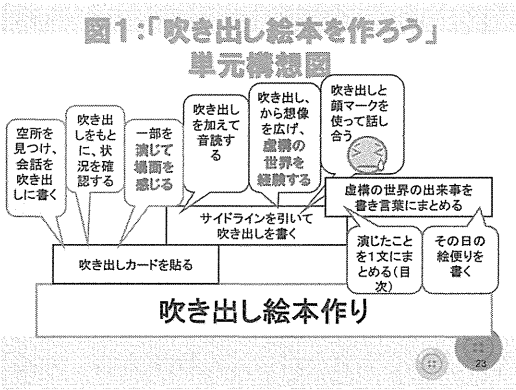 図1:「吹き出し絵本を作ろう」
単元構想図
空所を
見つけ、
会話を
吹き出
しに書く
吹き出
しをもと
に、状
況を確
認する
一部を
演じて
場面を
感じる
吹き出し
を加えて
音読す
る
吹き出し、
から想像
を広げ、
虚構の
世界を
経験する
吹き出しと
顔マークを
使って話し
合う
虚構の世界の出来事を
書き言葉にまとめる
サイドラインを引いて
吹き出しを書く
演じたこと
を1文にま
とめる(目
次)
その日の
絵便りを
書く
吹き出しカードを貼る
吹き出し絵本作り
23